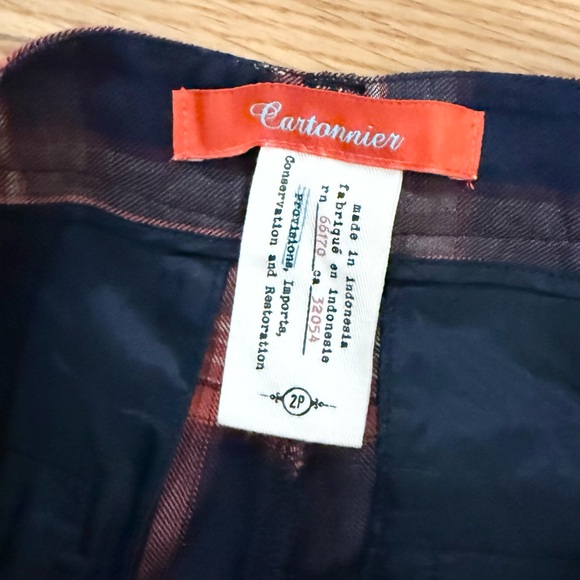 Cartonnier
made in indonesia
fabriqué en indonesie
rn 66170 ca 32054
Provisions, Imports,
Conservation and Restoration
2P